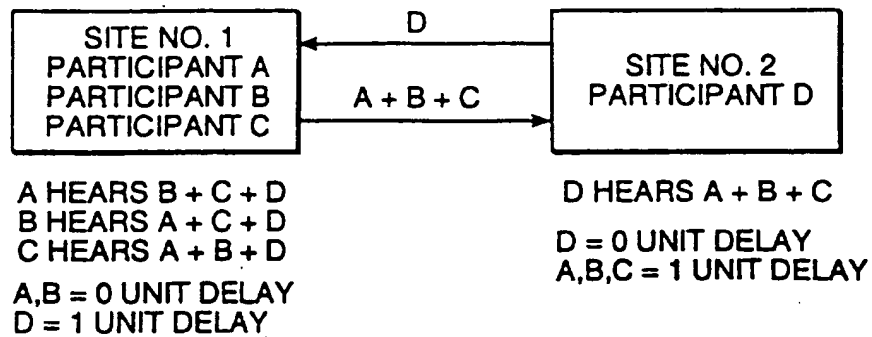 SITE NO. 1
PARTICIPANT A
PARTICIPANT B
PARTICIPANT C
D
A + B + C
SITE NO. 2
PARTICIPANT D
A HEARS B + C + D
B HEARS A + C + D
C HEARS A + B + D
A,B = 0 UNIT DELAY
D = 1 UNIT DELAY
D HEARS A + B + C
D = 0 UNIT DELAY
A,B,C = 1 UNIT DELAY